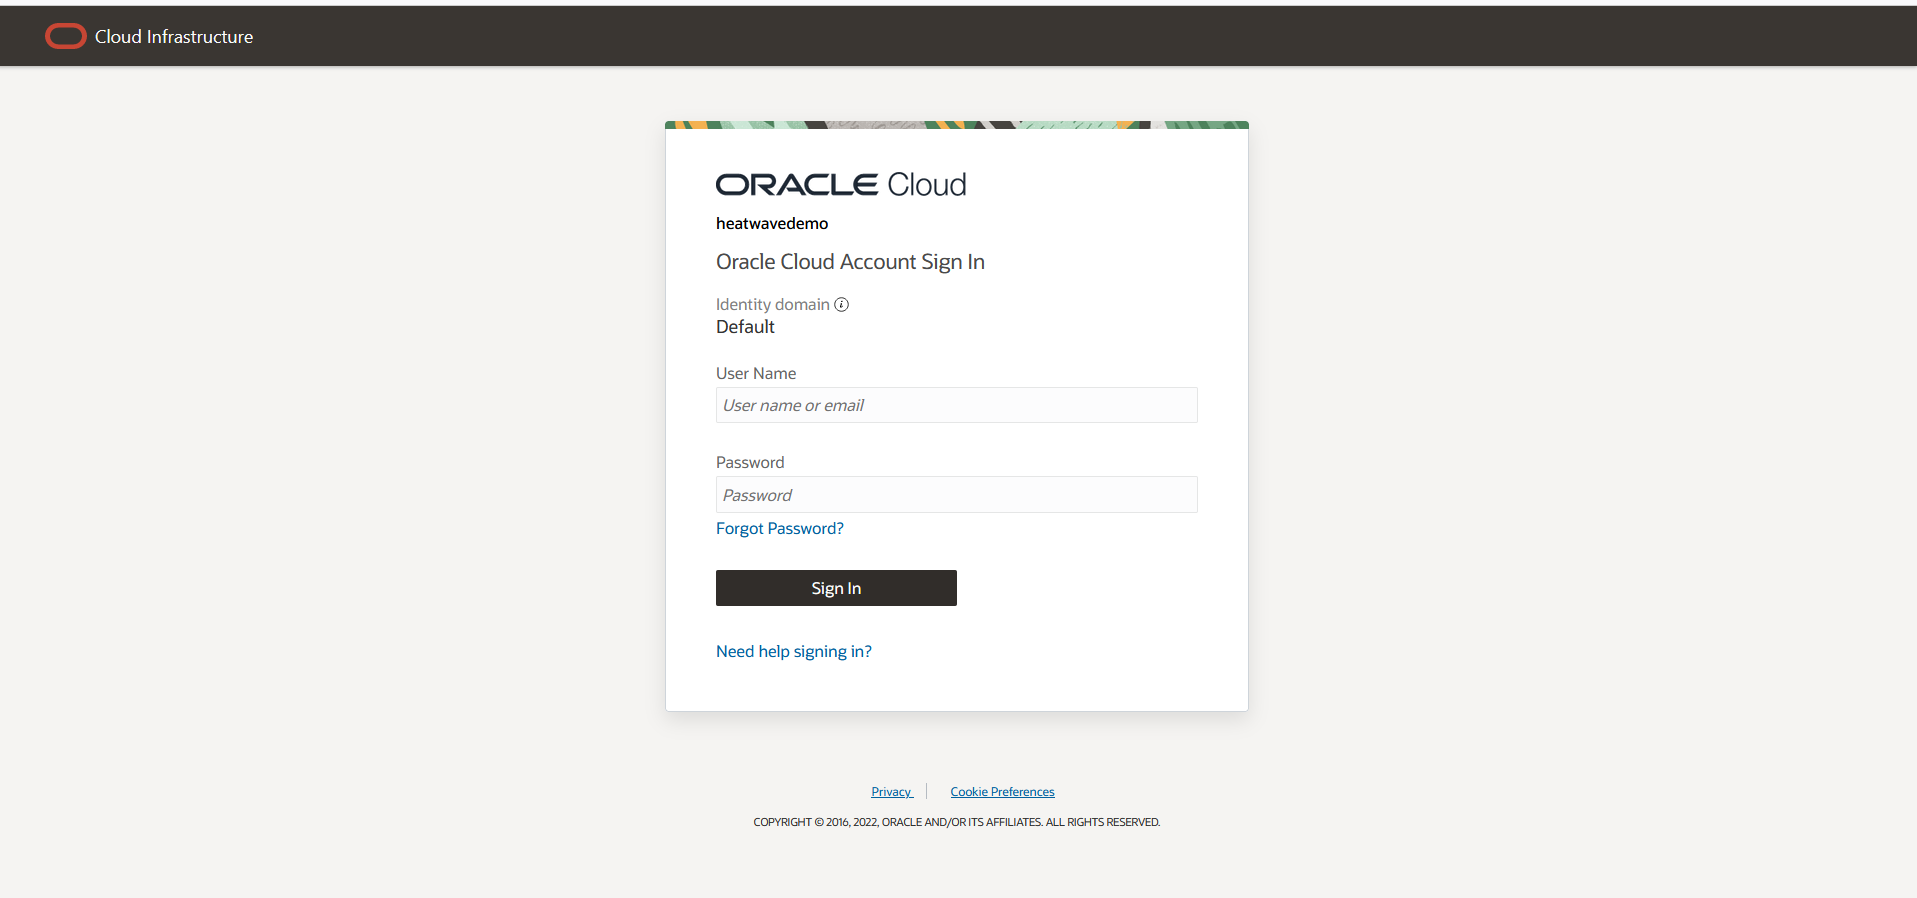 Cloud Infrastructure
ORACLE Cloud
heatwavedemo
Oracle Cloud Account Sign In
Identity domain
Default
User Name
User name or email
Password
Password
Forgot Password?
Sign In
Need help signing in?
Privacy Cookie Preferences
COPYRIGHT © 2016, 2022, ORACLE AND/OR ITS AFFILIATES. ALL RIGHTS RESERVED.